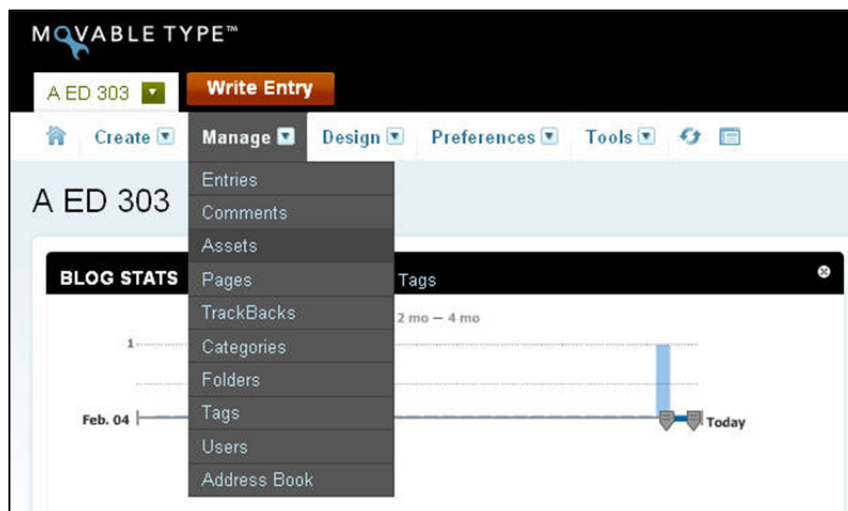 MOVABLE TYPE™
A ED 303 Write Entry
Create Manage Design Preferences Tools
Entries
A ED 303
Comments
Assets
BLOG STATS Pages Tags
TrackBacks 2 mo — 4 mo
1
Categories
Folders
Feb. 04 Tags Today
Users
Address Book